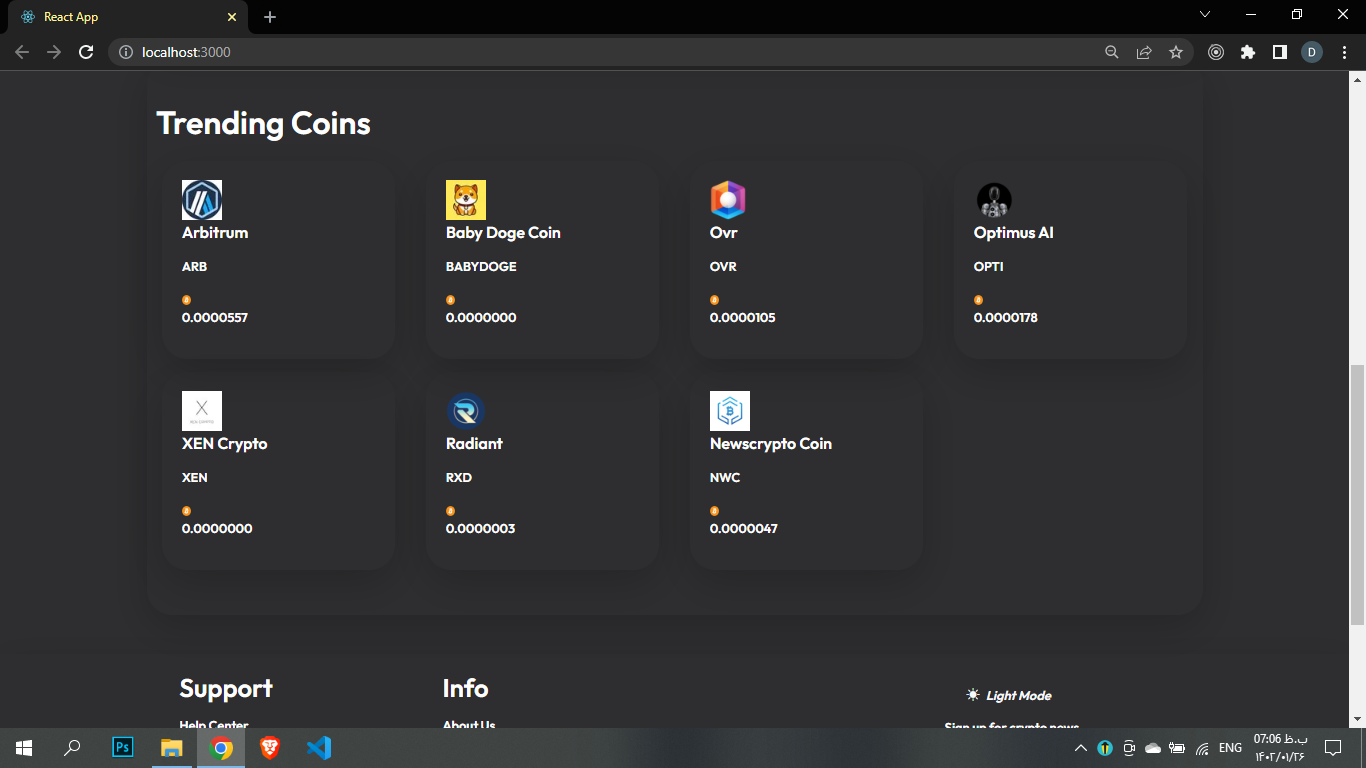 React App
localhost:3000
D
Trending Coins
Arbitrum
ARB
0.0000557
Baby Doge Coin
BABYDOGE
0.0000000
Ovr
OVR
0.0000105
Optimus AI
OPTI
0.0000178
X
XEN Crypto
XEN
0.0000000
Radiant
RXD
0.0000003
Newscrypto Coin
NWC
0.0000047
Support
Info
Light Mode
Help Center
About Us
Sign up for crypto news
Ps
ENG
07:06 ب.ظ
۱۴۰۲/۰۱/۲۶